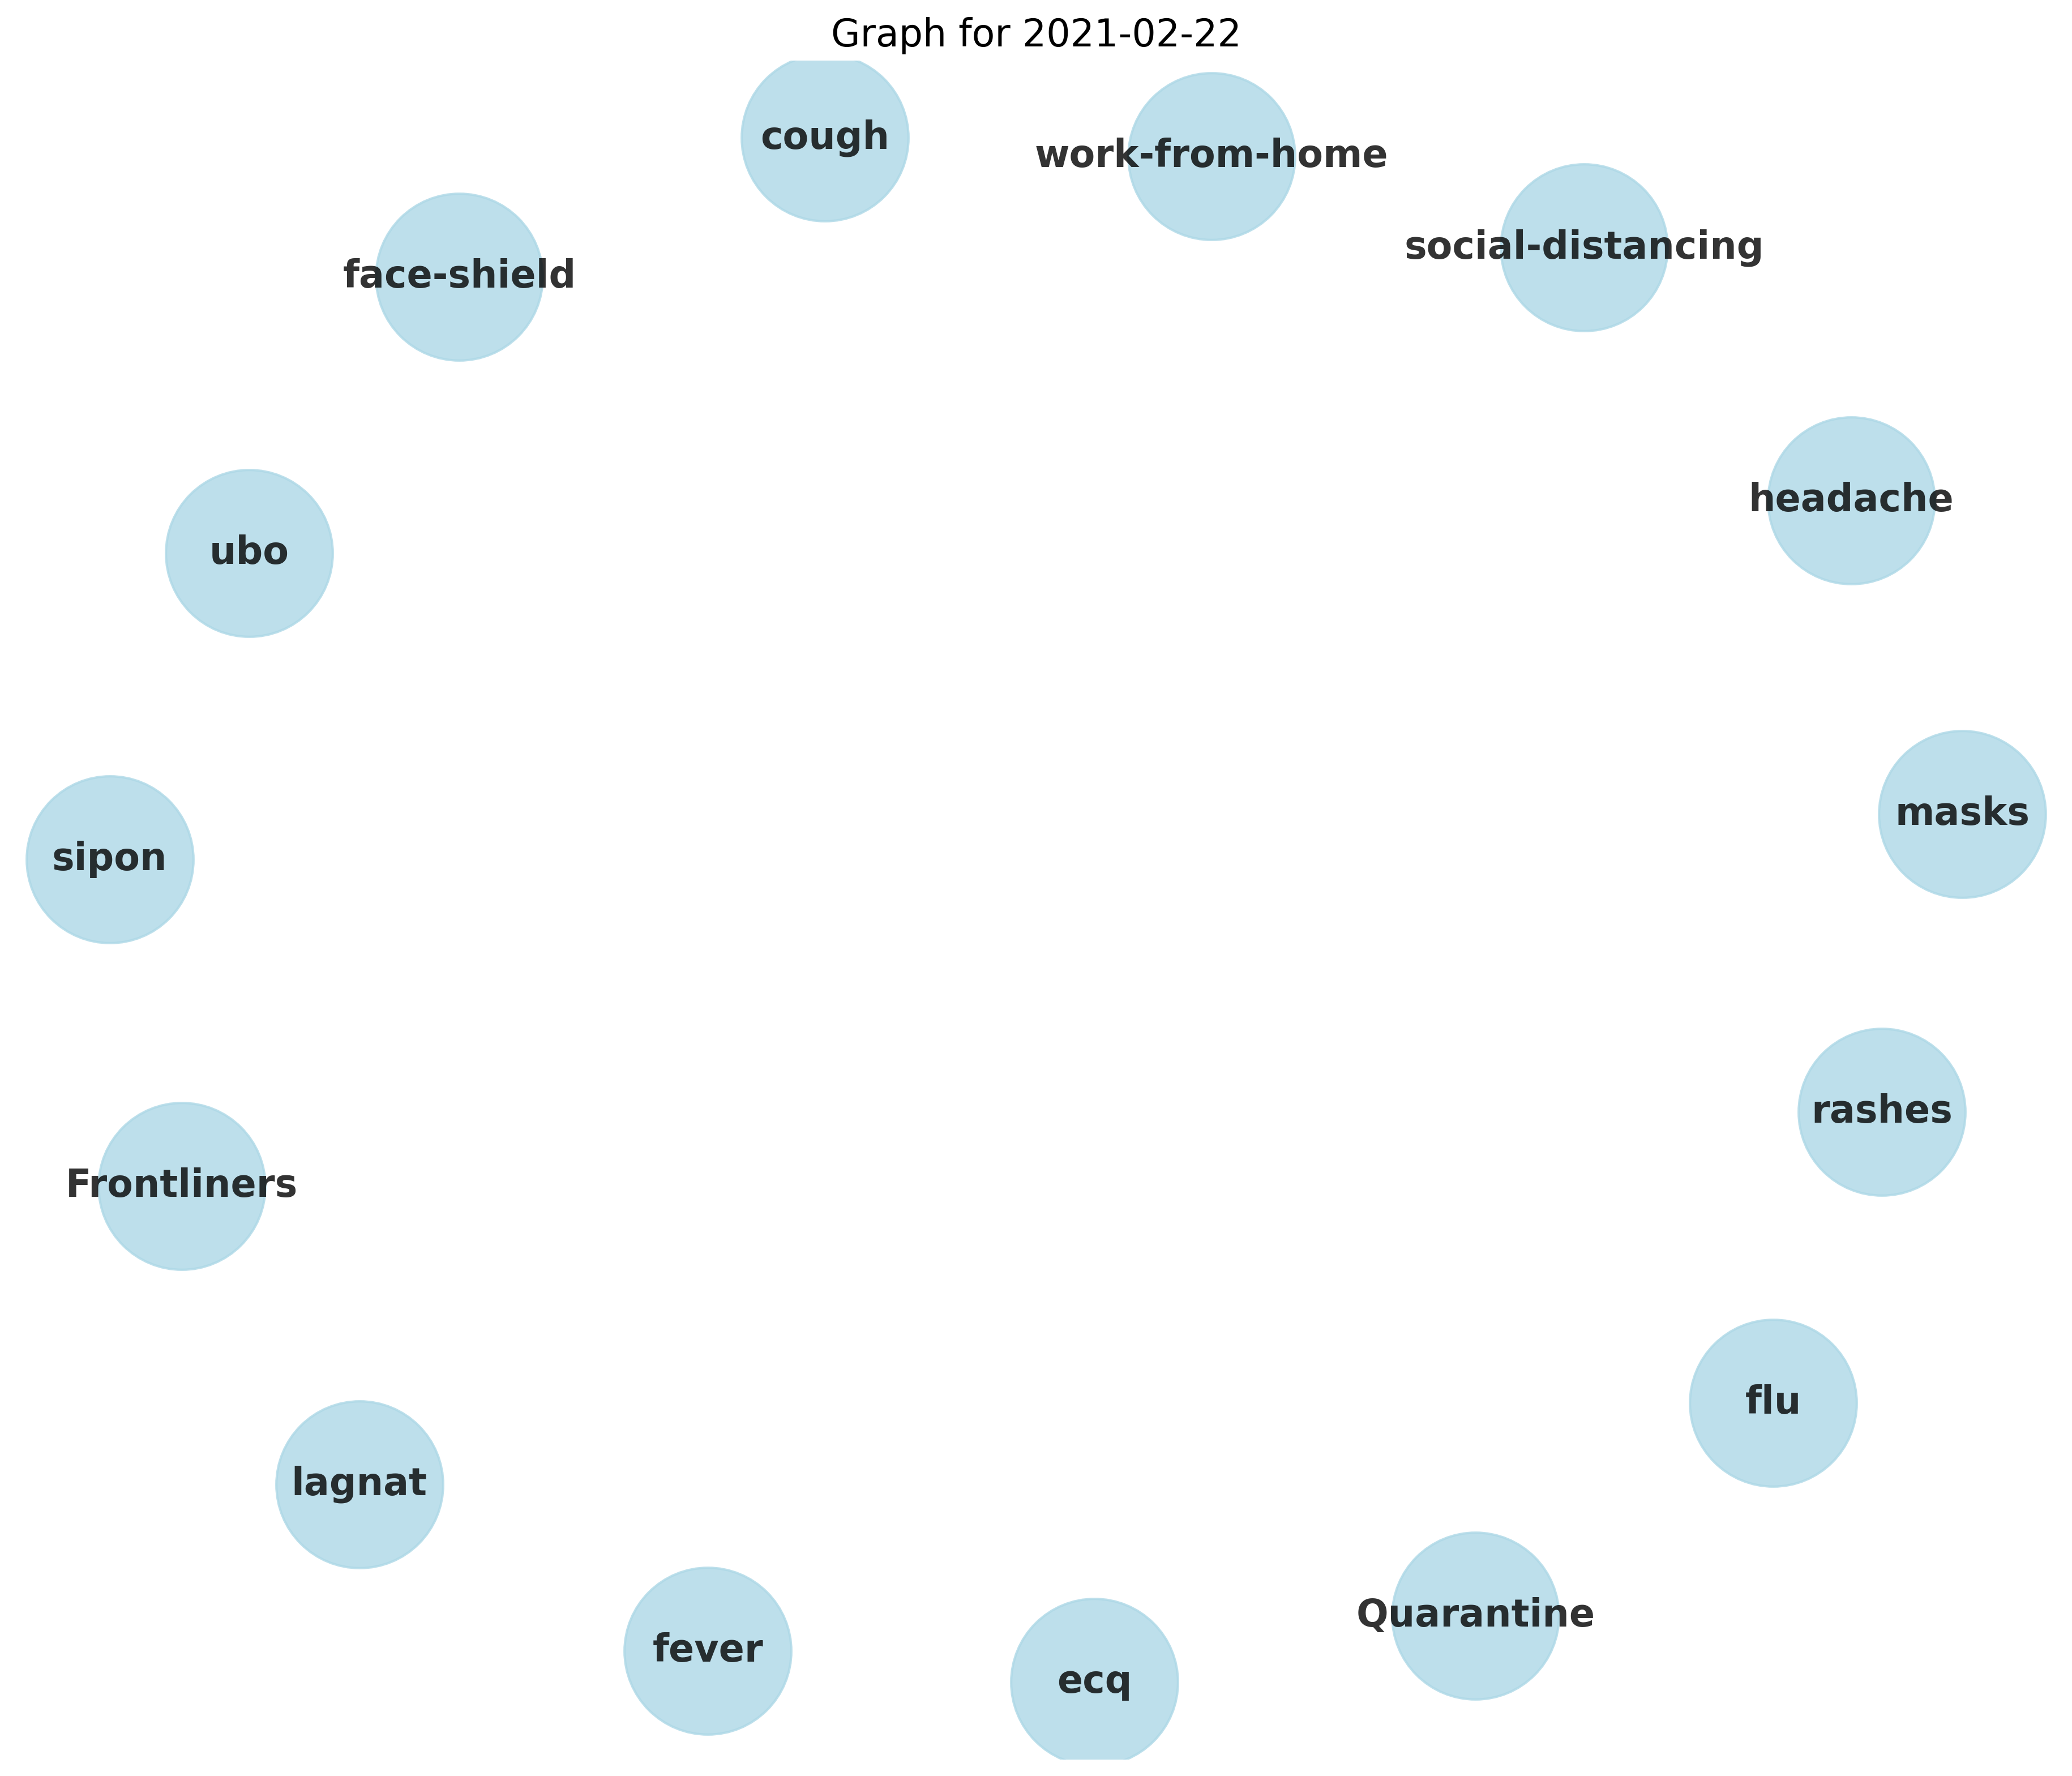 Graph for 2021-02-22
cough
work-from-home
social-distancing
face-shield
headache
ubo
masks
sipon
rashes
Frontliners
flu
lagnat
Quarantine
fever
ecq